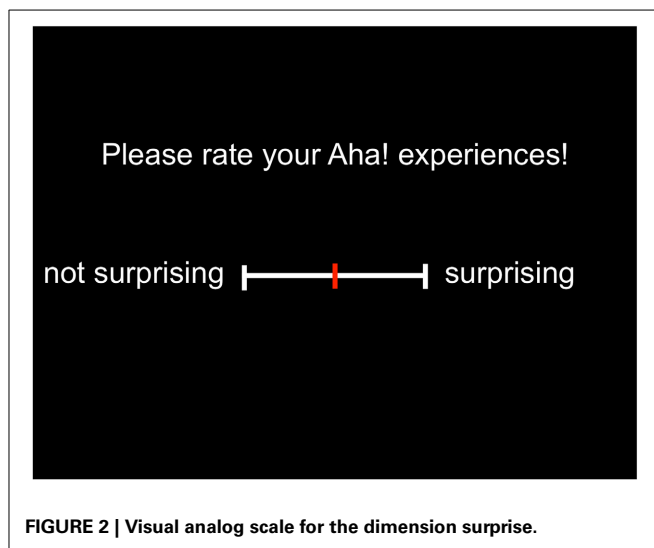 Please rate your Aha! experiences!
not surprising surprising
FIGURE 2 | Visual analog scale for the dimension surprise.